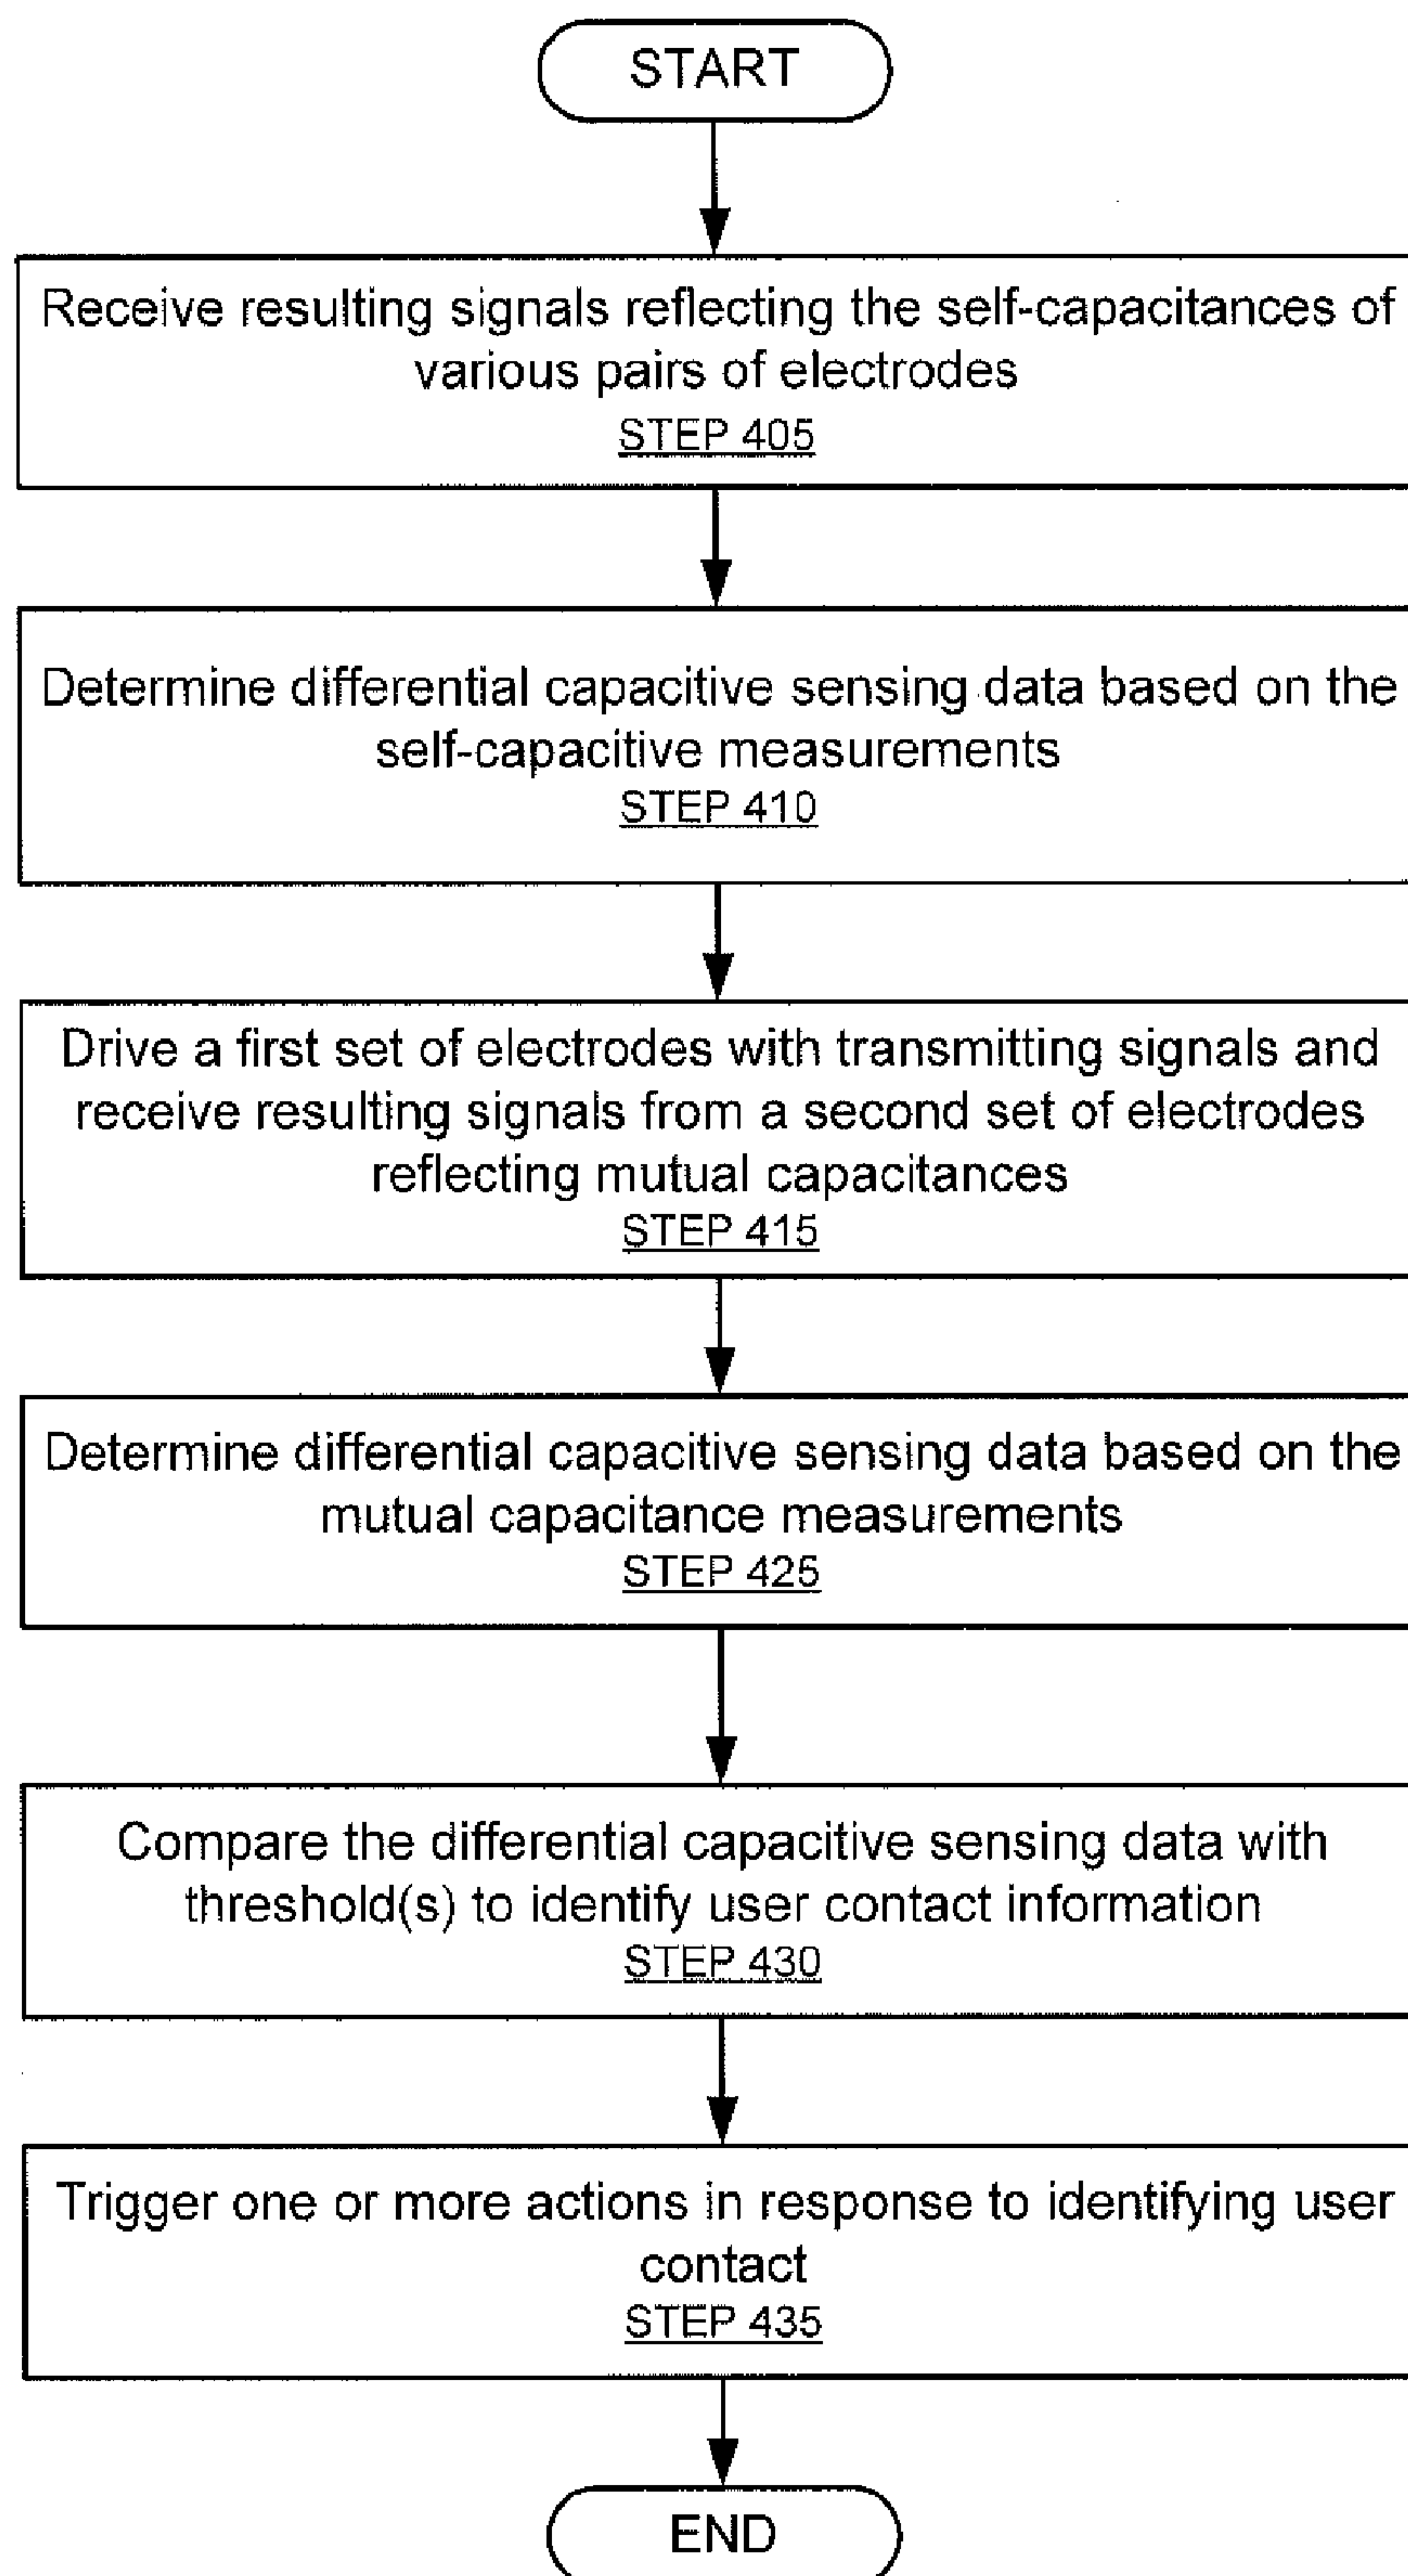 START
Receive resulting signals reflecting the self-capacitances of
various pairs of electrodes
STEP 405
Determine differential capacitive sensing data based on the
self-capacitive measurements
STEP 410
Drive a first set of electrodes with transmitting signals and
receive resulting signals from a second set of electrodes
reflecting mutual capacitances
STEP 415
Determine differential capacitive sensing data based on the
mutual capacitance measurements
STEP 425
Compare the differential capacitive sensing data with
threshold(s) to identify user contact information
STEP 430
Trigger one or more actions in response to identifying user
contact
STEP 435
END